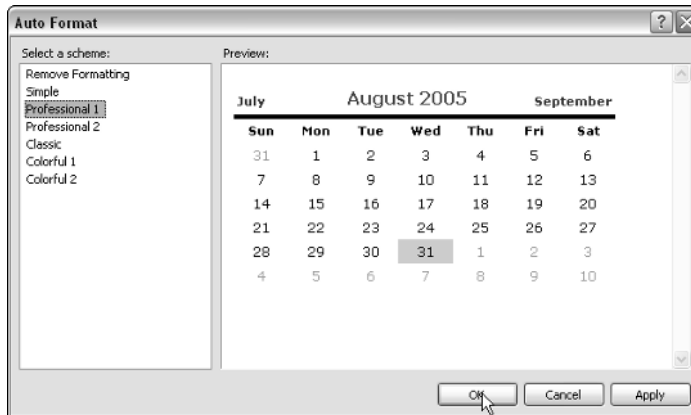 Auto Format
Select a scheme:
Remove Formatting
Simple
Professional 1
Professional 2
Classic
Colorful 1
Colorful 2
Preview:
July August 2005 September
Sun Mon Tue Wed Thu Fri Sat
31 1 2 3 4 5 6
7 8 9 10 11 12 13
14 15 16 17 18 19 20
21 22 23 24 25 26 27
28 29 30 31 1 2 3
4 5 6 7 8 9 10
OK Cancel Apply